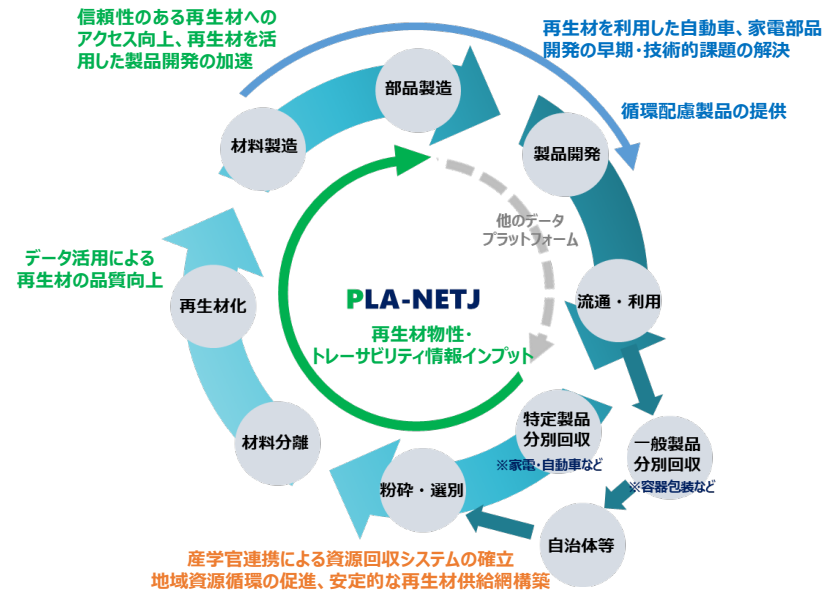 信頼性のある再生材への
アクセス向上、再生材を活
用した製品開発の加速
再生材を利用した自動車、家電部品
開発の早期・技術的課題の解決
循環配慮製品の提供
部品製造
材料製造
製品開発
他のデータ
プラットフォーム
データ活用による
再生材の品質向上
再生材化
流通・利用
PLA-NETJ
再生材物性・
トレーサビリティ情報インプット
特定製品
分別回収
※家電・自動車など
材料分離
一般製品
分別回収
※容器包装など
粉砕・選別
自治体等
産学官連携による資源回収システムの確立
地域資源循環の促進、安定的な再生材供給網構築